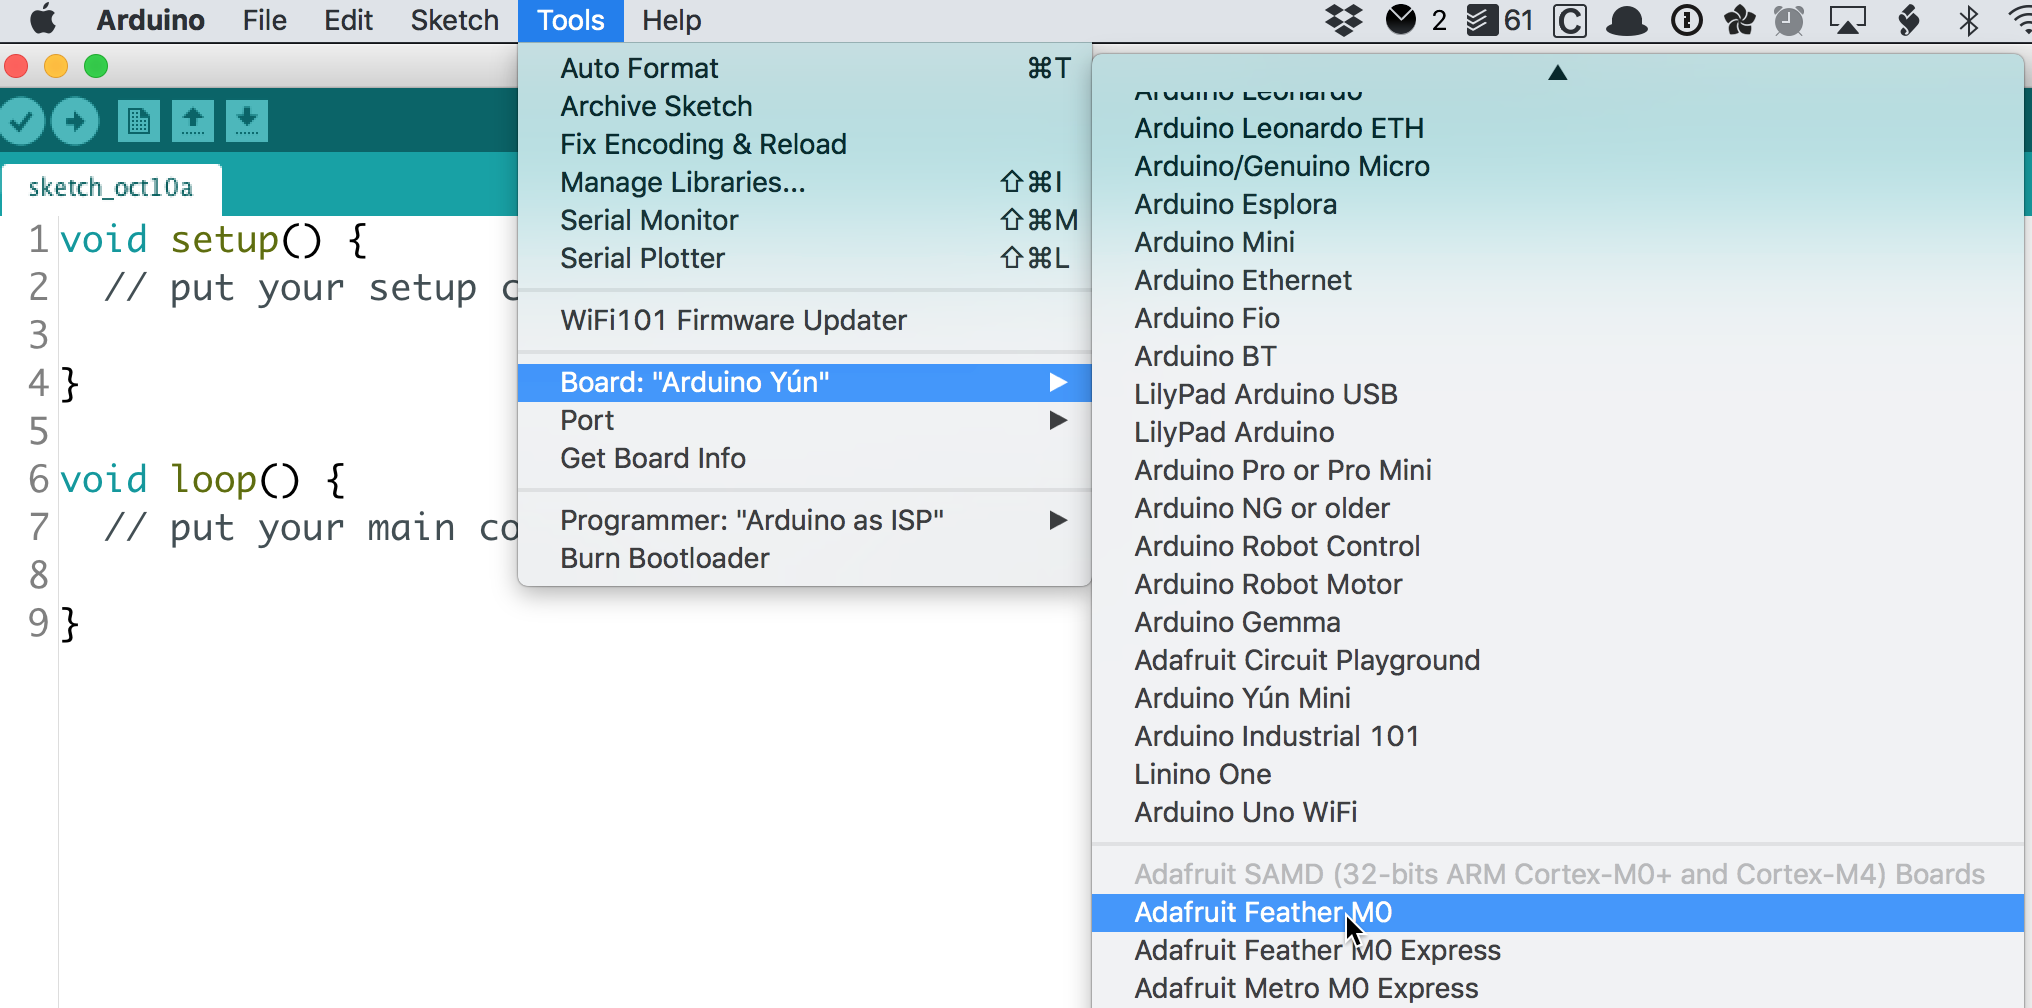 Arduino File Edit Sketch Tools Help 2 61
sketch_oct10a
1 void setup() {
2 // put your setup c
3
4 }
5
6 void loop() {
7 // put your main co
8
9 }
Auto Format ⌘T
Archive Sketch
Fix Encoding & Reload
Manage Libraries... ⇧⌘I
Serial Monitor ⇧⌘M
Serial Plotter ⇧⌘L
WiFi101 Firmware Updater
Board: "Arduino Yún"
Port
Get Board Info
Programmer: "Arduino as ISP"
Burn Bootloader
Arduino Leonardo
Arduino Leonardo ETH
Arduino/Genuino Micro
Arduino Esplora
Arduino Mini
Arduino Ethernet
Arduino Fio
Arduino BT
LilyPad Arduino USB
LilyPad Arduino
Arduino Pro or Pro Mini
Arduino NG or older
Arduino Robot Control
Arduino Robot Motor
Arduino Gemma
Adafruit Circuit Playground
Arduino Yún Mini
Arduino Industrial 101
Linino One
Arduino Uno WiFi
Adafruit SAMD (32-bits ARM Cortex-M0+ and Cortex-M4) Boards
Adafruit Feather M0
Adafruit Feather M0 Express
Adafruit Metro M0 Express